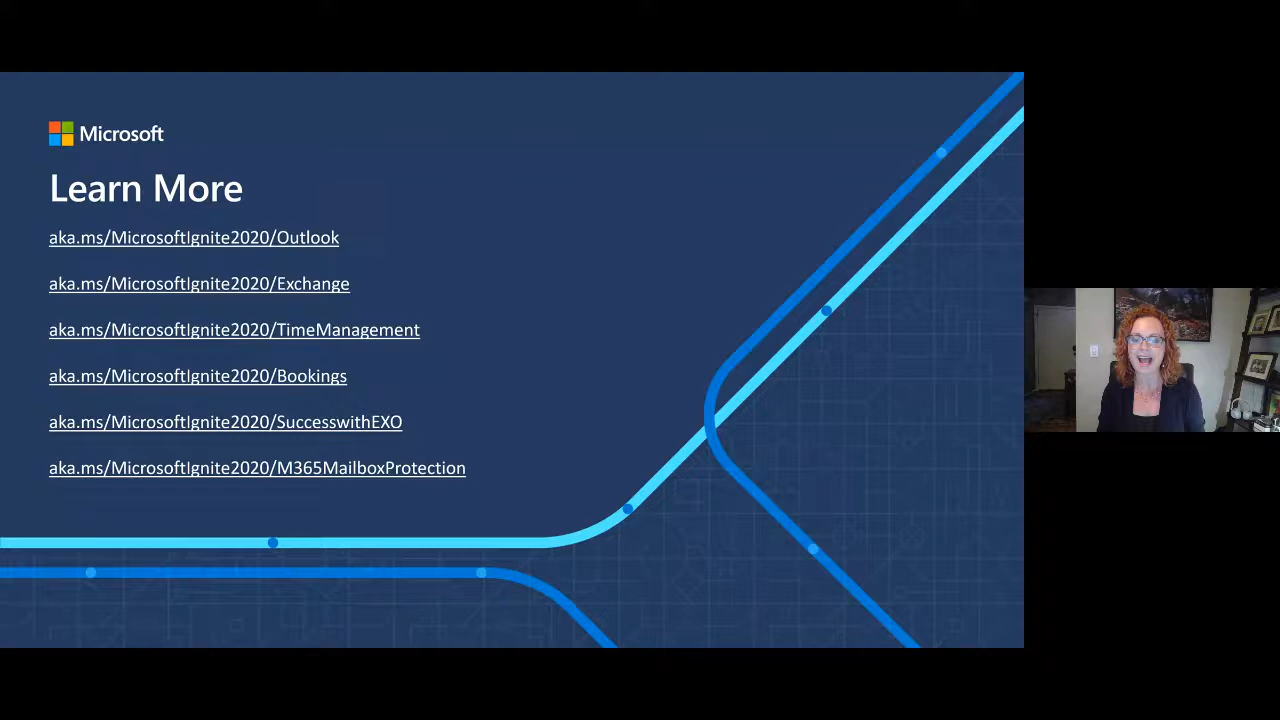 Microsoft
Learn More
aka.ms/MicrosoftIgnite2020/Outlook
aka.ms/MicrosoftIgnite2020/Exchange
aka.ms/MicrosoftIgnite2020/TimeManagement
aka.ms/MicrosoftIgnite2020/Bookings
aka.ms/MicrosoftIgnite2020/SuccesswithEXO
aka.ms/MicrosoftIgnite2020/M365MailboxProtection